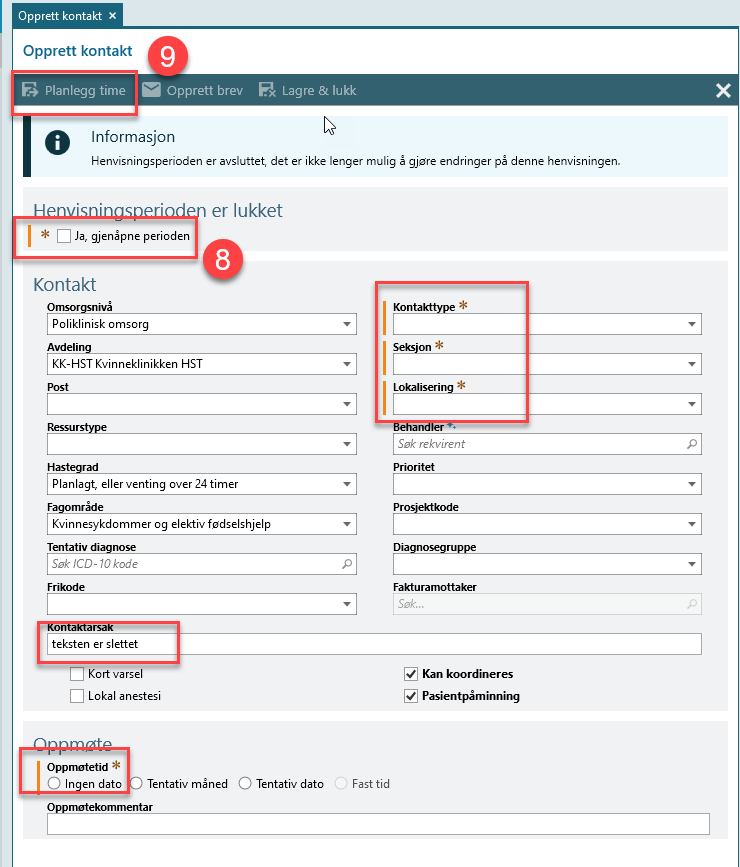 Opprett kontakt ×
Opprett kontakt
9
Planlegg time Opprett brev Lagre & lukk
Informasjon
Henvisningsperioden er avsluttet, det er ikke lenger mulig å gjøre endringer på denne henvisningen.
Henvisningsperioden er lukket
* Ja, gjenåpne perioden
8
Kontakt
Omsorgsnivå Kontakttype *
Poliklinisk omsorg
Avdeling Seksjon *
KK-HST Kvinneklinikken HST
Post Lokalisering *
Ressurstype Behandler
Søk rekvirent
Hastegrad Prioritet
Planlagt, eller venting over 24 timer
Fagområde Prosjektkode
Kvinnesykdommer og elektiv fødselshjelp
Tentativ diagnose Diagnosegruppe
Søk ICD-10 kode
Frikode Fakturamottaker
Søk...
Kontaktårsak
teksten er slettet
Kort varsel Kan koordineres
Lokal anestesi Pasientpåminning
Oppmøte
Oppmøtetid *
Ingen dato Tentativ måned Tentativ dato Fast tid
Oppmøtekommentar